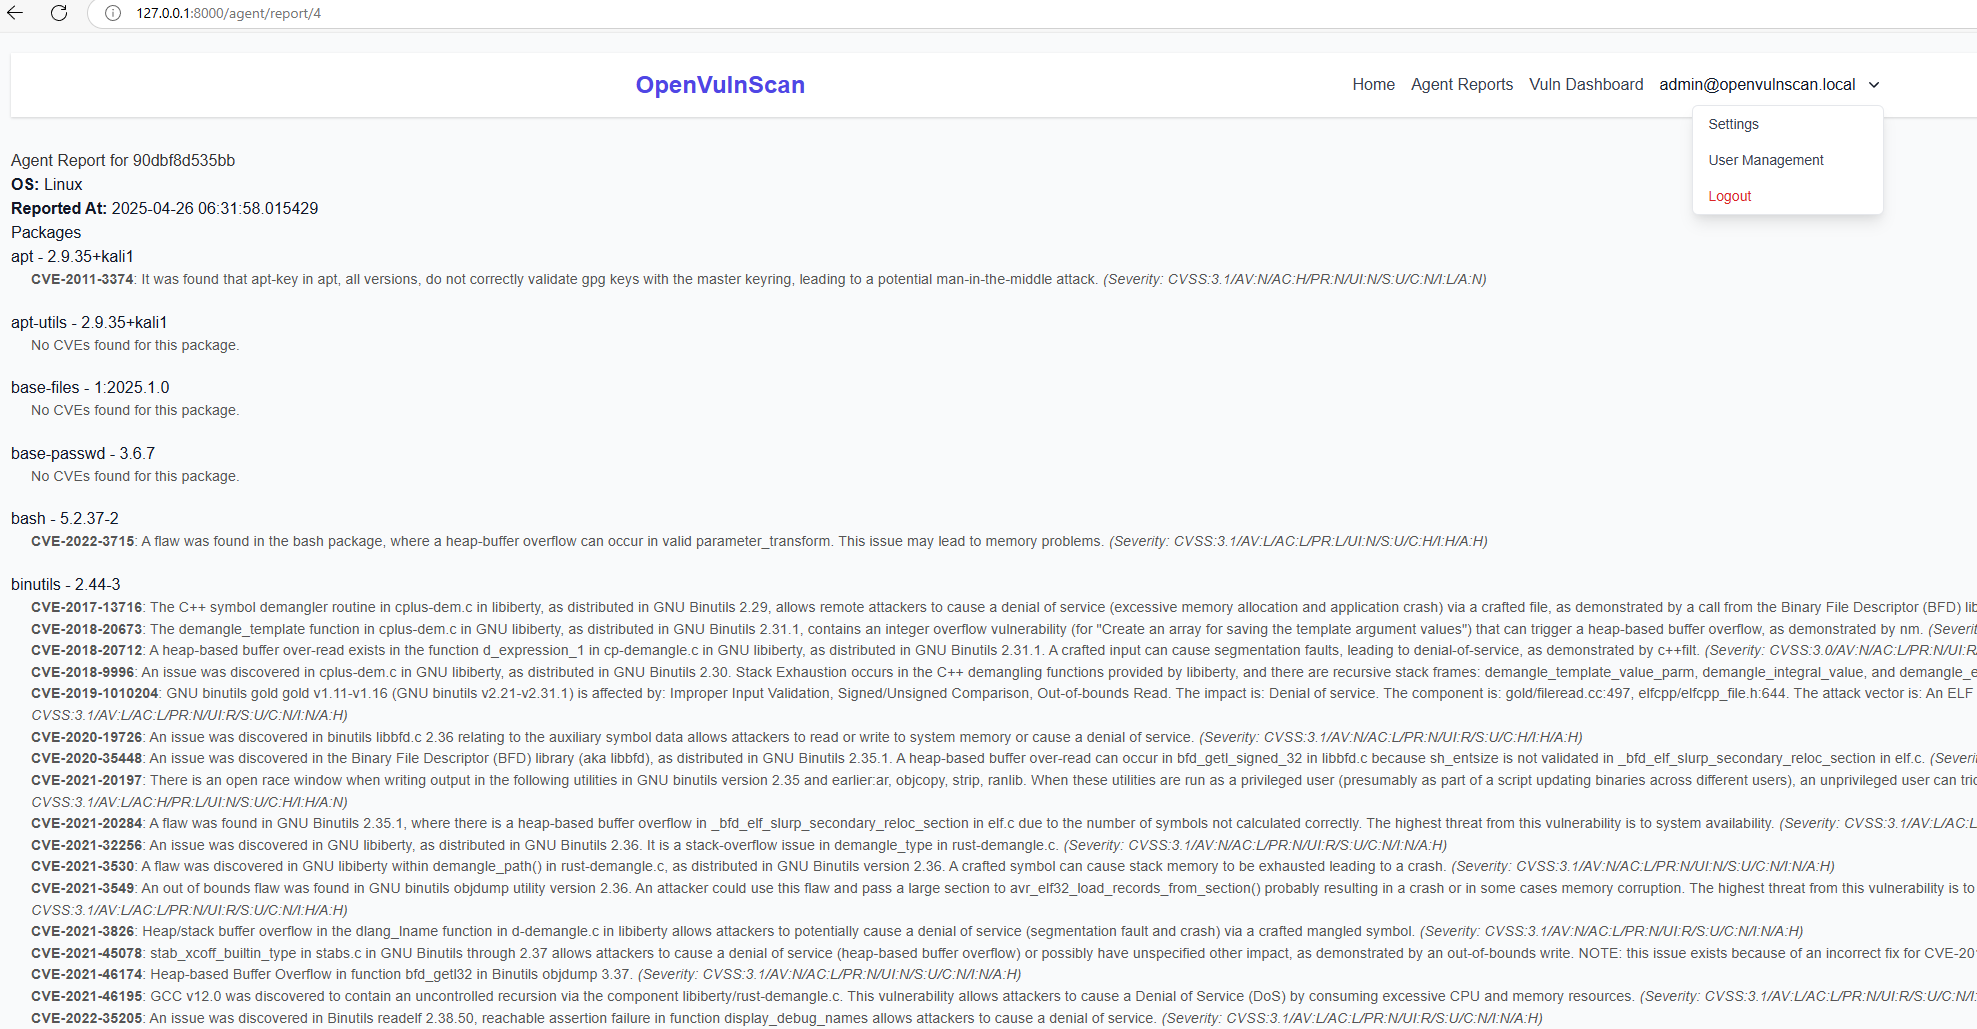 127.0.0.1:8000/agent/report/4
OpenVulnScan
Home Agent Reports Vuln Dashboard admin@openvulnscan.local
Settings
User Management
Logout
Agent Report for 90dbf8d535bb
OS: Linux
Reported At: 2025-04-26 06:31:58.015429
Packages
apt - 2.9.35+kali1
CVE-2011-3374: It was found that apt-key in apt, all versions, do not correctly validate gpg keys with the master keyring, leading to a potential man-in-the-middle attack. (Severity: CVSS:3.1/AV:N/AC:H/PR:N/UI:N/S:U/C:N/I:L/A:N)
apt-utils - 2.9.35+kali1
No CVEs found for this package.
base-files - 1:2025.1.0
No CVEs found for this package.
base-passwd - 3.6.7
No CVEs found for this package.
bash - 5.2.37-2
CVE-2022-3715: A flaw was found in the bash package, where a heap-buffer overflow can occur in valid parameter_transform. This issue may lead to memory problems. (Severity: CVSS:3.1/AV:L/AC:L/PR:L/UI:N/S:U/C:H/I:H/A:H)
binutils - 2.44-3
CVE-2017-13716: The C++ symbol demangler routine in cplus-dem.c in libiberty, as distributed in GNU Binutils 2.29, allows remote attackers to cause a denial of service (excessive memory allocation and application crash) via a crafted file, as demonstrated by a call from the Binary File Descriptor (BFD) lib
CVE-2018-20673: The demangle_template function in cplus-dem.c in GNU libiberty, as distributed in GNU Binutils 2.31.1, contains an integer overflow vulnerability (for "Create an array for saving the template argument values") that can trigger a heap-based buffer overflow, as demonstrated by nm. (Severit
CVE-2018-20712: A heap-based buffer over-read exists in the function d_expression_1 in cp-demangle.c in GNU libiberty, as distributed in GNU Binutils 2.31.1. A crafted input can cause segmentation faults, leading to denial-of-service, as demonstrated by c++filt. (Severity: CVSS:3.0/AV:N/AC:L/PR:N/UI:R/
CVE-2018-9996: An issue was discovered in cplus-dem.c in GNU libiberty, as distributed in GNU Binutils 2.30. Stack Exhaustion occurs in the C++ demangling functions provided by libiberty, and there are recursive stack frames: demangle_template_value_parm, demangle_integral_value, and demangle_e
CVE-2019-1010204: GNU binutils gold gold v1.11-v1.16 (GNU binutils v2.21-v2.31.1) is affected by: Improper Input Validation, Signed/Unsigned Comparison, Out-of-bounds Read. The impact is: Denial of service. The component is: gold/fileread.cc:497, elfcpp/elfcpp_file.h:644. The attack vector is: An ELF
CVSS:3.1/AV:L/AC:L/PR:N/UI:R/S:U/C:N/I:N/A:H)
CVE-2020-19726: An issue was discovered in binutils libbfd.c 2.36 relating to the auxiliary symbol data allows attackers to read or write to system memory or cause a denial of service. (Severity: CVSS:3.1/AV:N/AC:L/PR:N/UI:R/S:U/C:H/I:H/A:H)
CVE-2020-35448: An issue was discovered in the Binary File Descriptor (BFD) library (aka libbfd), as distributed in GNU Binutils 2.35.1. A heap-based buffer over-read can occur in bfd_getl_signed_32 in libbfd.c because sh_entsize is not validated in _bfd_elf_slurp_secondary_reloc_section in elf.c. (Severi
CVE-2021-20197: There is an open race window when writing output in the following utilities in GNU binutils version 2.35 and earlier:ar, objcopy, strip, ranlib. When these utilities are run as a privileged user (presumably as part of a script updating binaries across different users), an unprivileged user can tric
CVSS:3.1/AV:L/AC:H/PR:L/UI:N/S:U/C:H/I:H/A:N)
CVE-2021-20284: A flaw was found in GNU Binutils 2.35.1, where there is a heap-based buffer overflow in _bfd_elf_slurp_secondary_reloc_section in elf.c due to the number of symbols not calculated correctly. The highest threat from this vulnerability is to system availability. (Severity: CVSS:3.1/AV:L/AC:L
CVE-2021-32256: An issue was discovered in GNU libiberty, as distributed in GNU Binutils 2.36. It is a stack-overflow issue in demangle_type in rust-demangle.c. (Severity: CVSS:3.1/AV:N/AC:L/PR:N/UI:R/S:U/C:N/I:N/A:H)
CVE-2021-3530: A flaw was discovered in GNU libiberty within demangle_path() in rust-demangle.c, as distributed in GNU Binutils version 2.36. A crafted symbol can cause stack memory to be exhausted leading to a crash. (Severity: CVSS:3.1/AV:N/AC:L/PR:N/UI:N/S:U/C:N/I:N/A:H)
CVE-2021-3549: An out of bounds flaw was found in GNU binutils objdump utility version 2.36. An attacker could use this flaw and pass a large section to avr_elf32_load_records_from_section() probably resulting in a crash or in some cases memory corruption. The highest threat from this vulnerability is to
CVSS:3.1/AV:L/AC:L/PR:N/UI:R/S:U/C:N/I:H/A:H)
CVE-2021-3826: Heap/stack buffer overflow in the dlang_lname function in d-demangle.c in libiberty allows attackers to potentially cause a denial of service (segmentation fault and crash) via a crafted mangled symbol. (Severity: CVSS:3.1/AV:N/AC:L/PR:N/UI:R/S:U/C:N/I:N/A:H)
CVE-2021-45078: stab_xcoff_builtin_type in stabs.c in GNU Binutils through 2.37 allows attackers to cause a denial of service (heap-based buffer overflow) or possibly have unspecified other impact, as demonstrated by an out-of-bounds write. NOTE: this issue exists because of an incorrect fix for CVE-201
CVE-2021-46174: Heap-based Buffer Overflow in function bfd_getl32 in Binutils objdump 3.37. (Severity: CVSS:3.1/AV:N/AC:L/PR:N/UI:N/S:U/C:N/I:N/A:H)
CVE-2021-46195: GCC v12.0 was discovered to contain an uncontrolled recursion via the component libiberty/rust-demangle.c. This vulnerability allows attackers to cause a Denial of Service (DoS) by consuming excessive CPU and memory resources. (Severity: CVSS:3.1/AV:L/AC:L/PR:N/UI:R/S:U/C:N/I:
CVE-2022-35205: An issue was discovered in Binutils readelf 2.38.50, reachable assertion failure in function display_debug_names allows attackers to cause a denial of service. (Severity: CVSS:3.1/AV:L/AC:L/PR:N/UI:R/S:U/C:N/I:N/A:H)